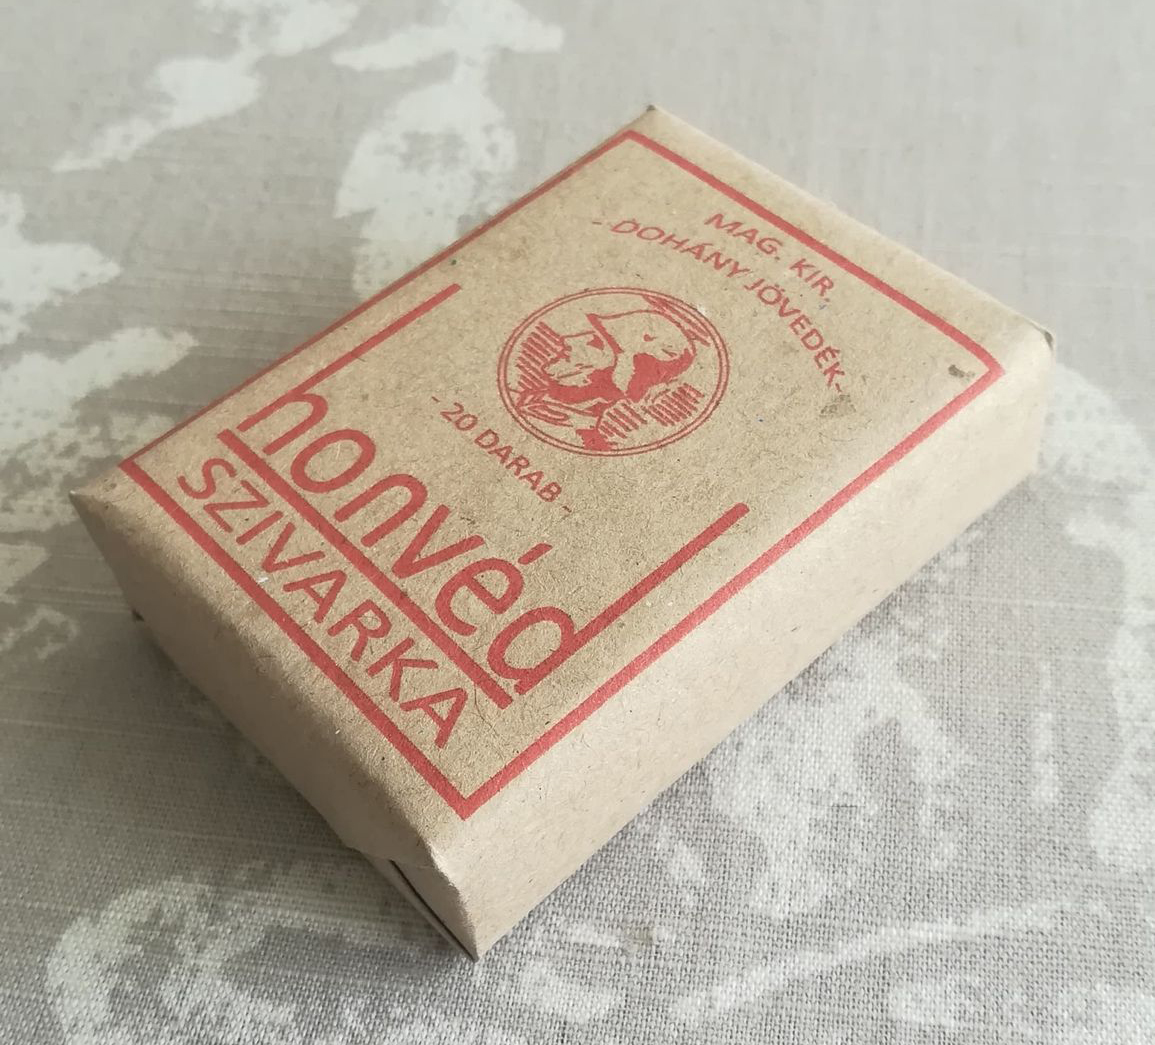 MAG. KIR.
- DOHÁNY JÖVEDÉK-
- 20 DARAB -
honvéd
SZIVARKA